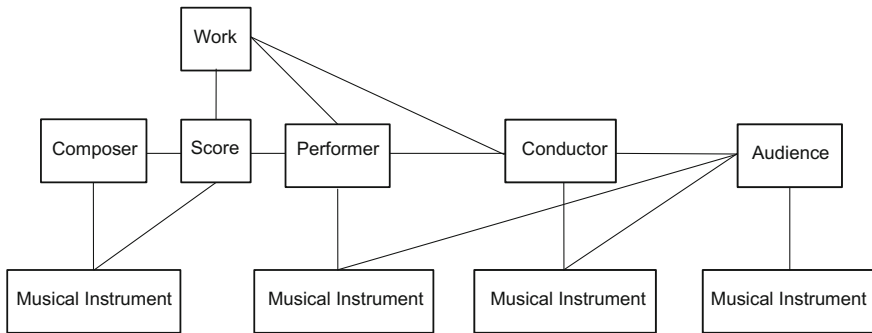 Work
Composer
Score
Performer
Conductor
Audience
Musical Instrument
Musical Instrument
Musical Instrument
Musical Instrument